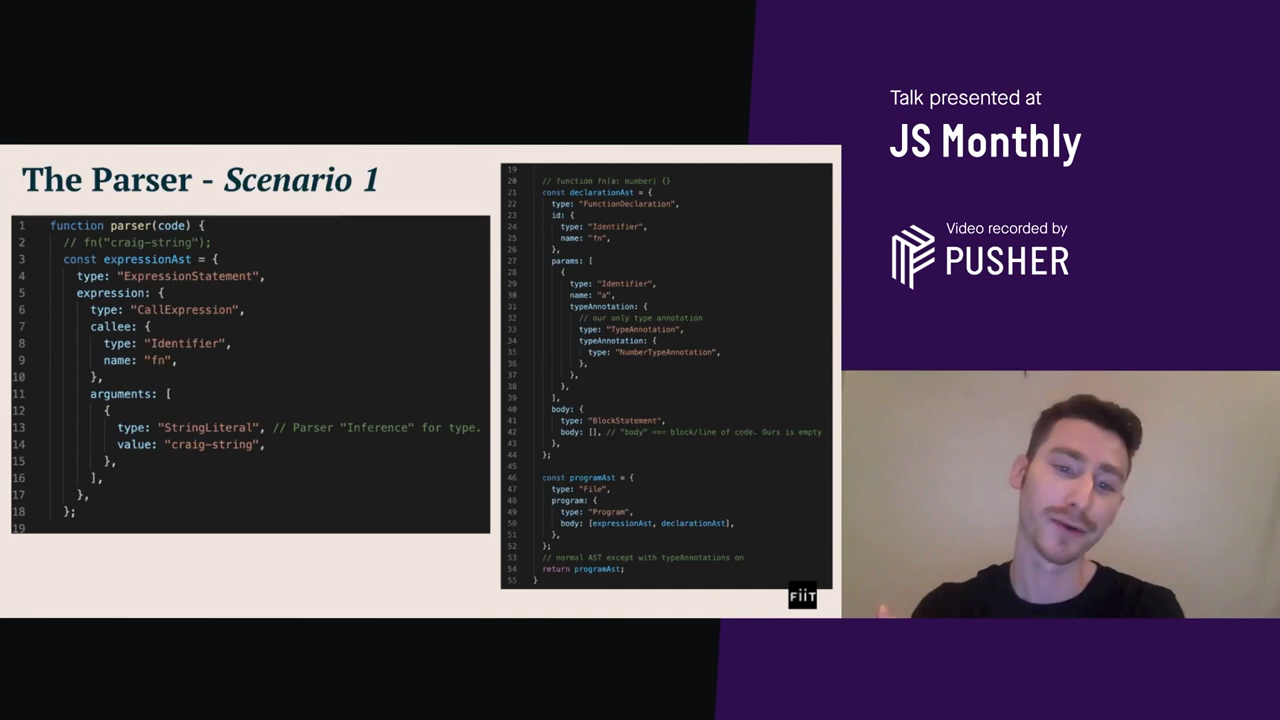 The Parser - Scenario 1
1 function parser(code) {
2 // fn("craig-string");
3 const expressionAst = {
4 type: "ExpressionStatement",
5 expression: {
6 type: "CallExpression",
7 callee: {
8 type: "Identifier",
9 name: "fn",
10 },
11 arguments: [
12 {
13 type: "StringLiteral", // Parser "Inference" for type.
14 value: "craig-string",
15 },
16 ],
17 },
18 };
19
19
20 // function fn(a: number) {}
21 const declarationAst = {
22 type: "FunctionDeclaration",
23 id: {
24 type: "Identifier",
25 name: "fn",
26 },
27 params: [
28 {
29 type: "Identifier",
30 name: "a",
31 typeAnnotation: {
32 // our only type annotation
33 type: "TypeAnnotation",
34 typeAnnotation: {
35 type: "NumberTypeAnnotation",
36 },
37 },
38 },
39 ],
40 body: {
41 type: "BlockStatement",
42 body: [], // "body" === block/line of code. Ours is empty
43 },
44 };
45
46 const programAst = {
47 type: "File",
48 program: {
49 type: "Program",
50 body: [expressionAst, declarationAst],
51 },
52 };
53 // normal AST except with typeAnnotations on
54 return programAst;
55 }
FiiT
Talk presented at
JS Monthly
Video recorded by
PUSHER